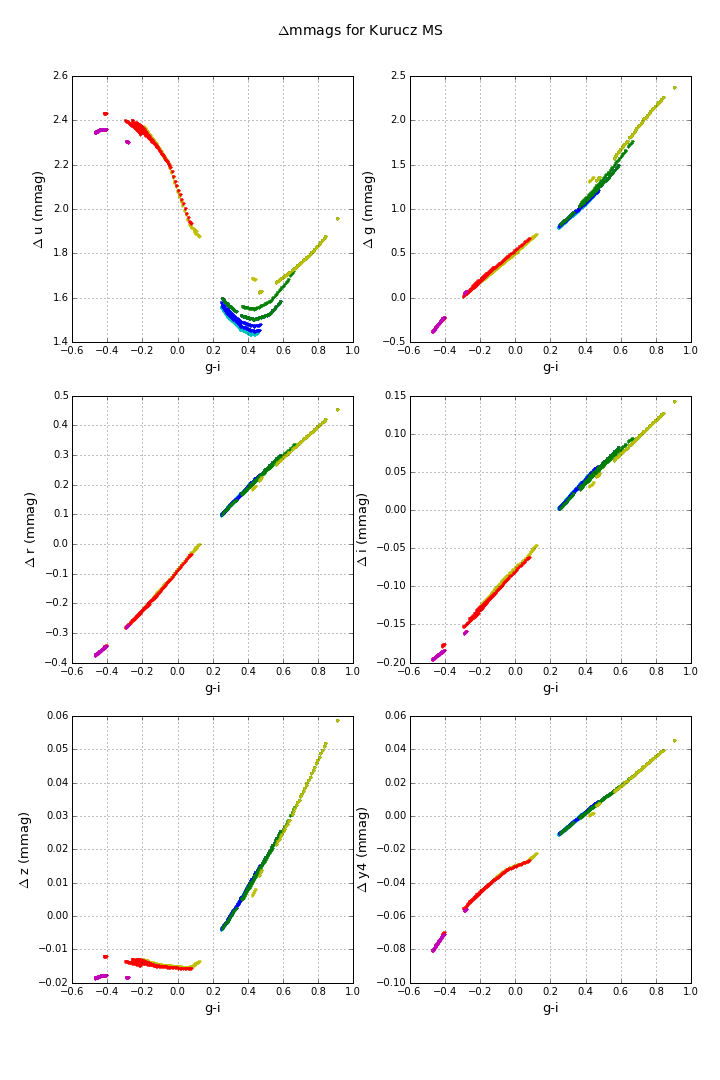 Δmmags for Kurucz MS
Δ u (mmag)
2.6
2.4
2.2
2.0
1.8
1.6
1.4
−0.6 −0.4 −0.2 0.0 0.2 0.4 0.6 0.8 1.0
g-i
Δ g (mmag)
2.5
2.0
1.5
1.0
0.5
0.0
−0.5
−0.6 −0.4 −0.2 0.0 0.2 0.4 0.6 0.8 1.0
g-i
Δ r (mmag)
0.5
0.4
0.3
0.2
0.1
0.0
−0.1
−0.2
−0.3
−0.4
−0.6 −0.4 −0.2 0.0 0.2 0.4 0.6 0.8 1.0
g-i
Δ i (mmag)
0.15
0.10
0.05
0.00
−0.05
−0.10
−0.15
−0.20
−0.6 −0.4 −0.2 0.0 0.2 0.4 0.6 0.8 1.0
g-i
Δ z (mmag)
0.06
0.05
0.04
0.03
0.02
0.01
0.00
−0.01
−0.02
−0.6 −0.4 −0.2 0.0 0.2 0.4 0.6 0.8 1.0
g-i
Δ y4 (mmag)
0.06
0.04
0.02
0.00
−0.02
−0.04
−0.06
−0.08
−0.10
−0.6 −0.4 −0.2 0.0 0.2 0.4 0.6 0.8 1.0
g-i